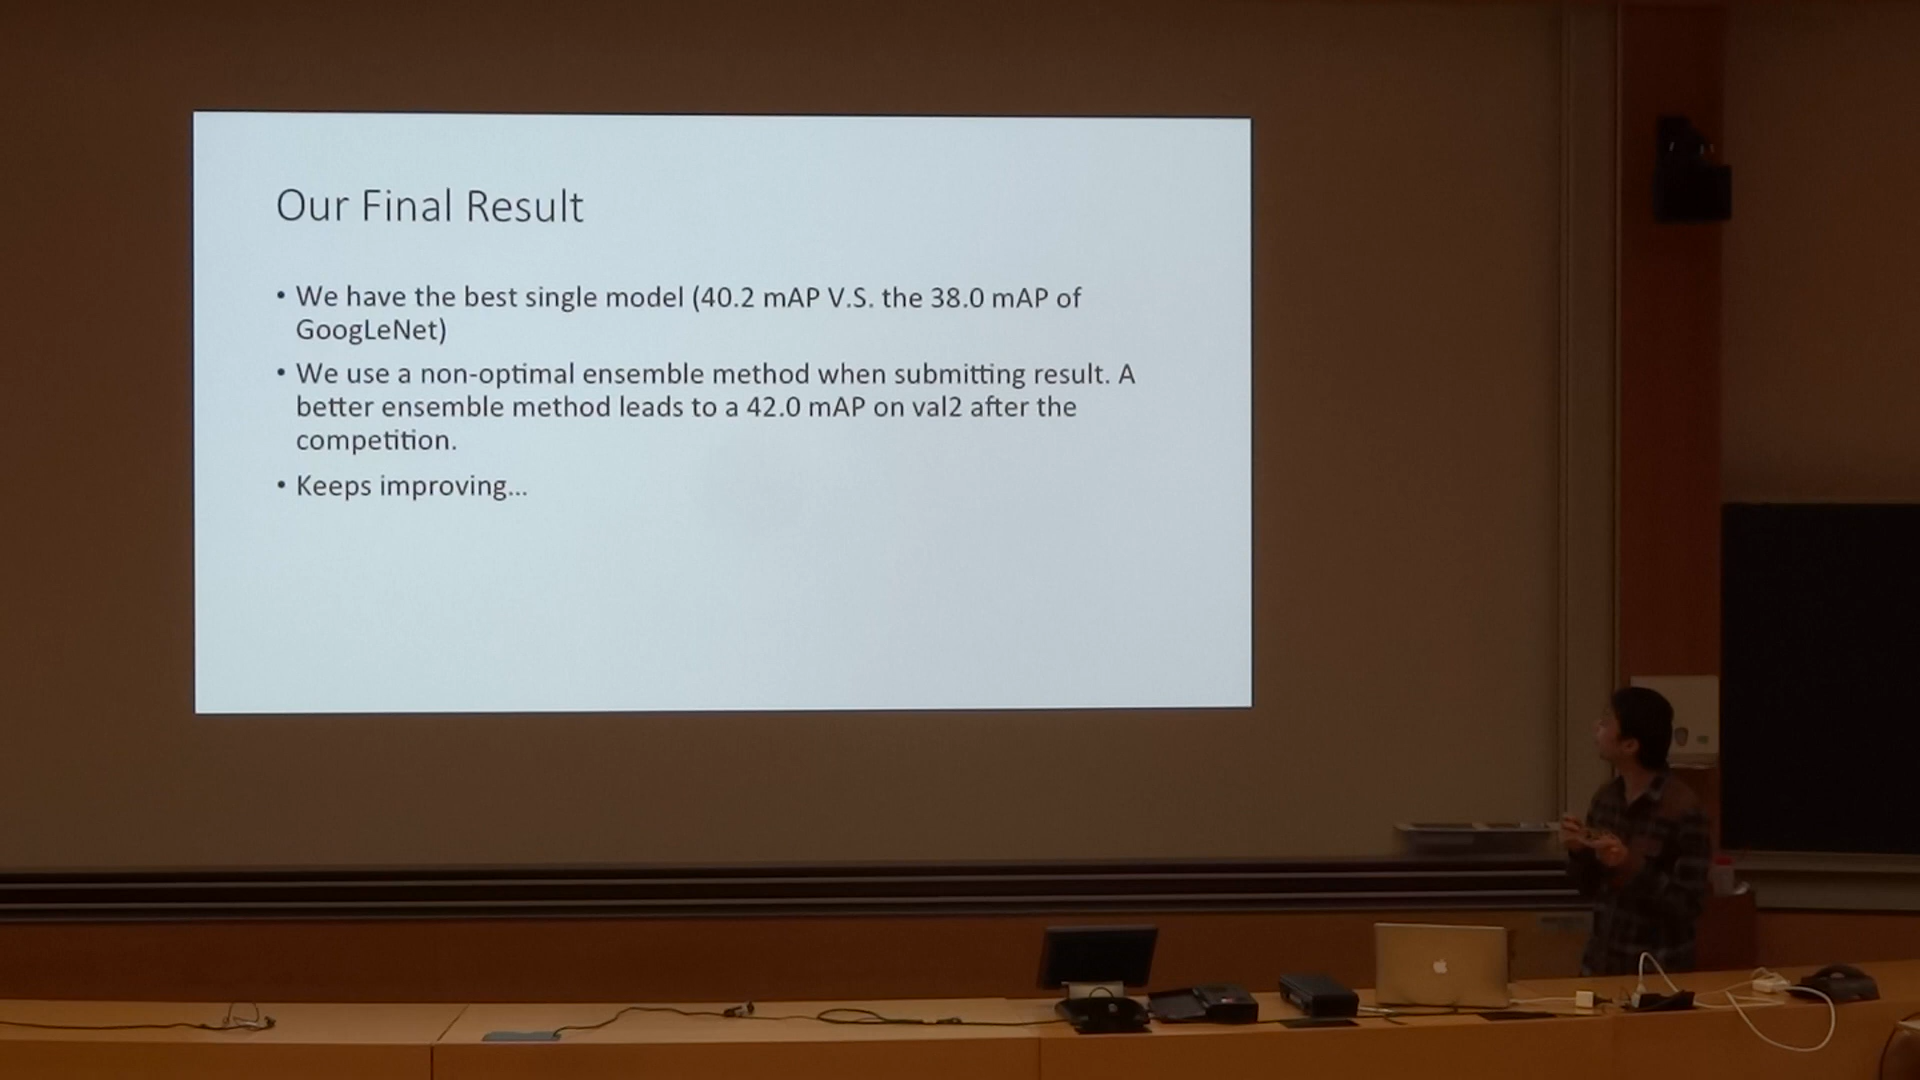 Our Final Result
• We have the best single model (40.2 mAP V.S. the 38.0 mAP of
GoogLeNet)
• We use a non-optimal ensemble method when submitting result. A
better ensemble method leads to a 42.0 mAP on val2 after the
competition.
• Keeps improving...